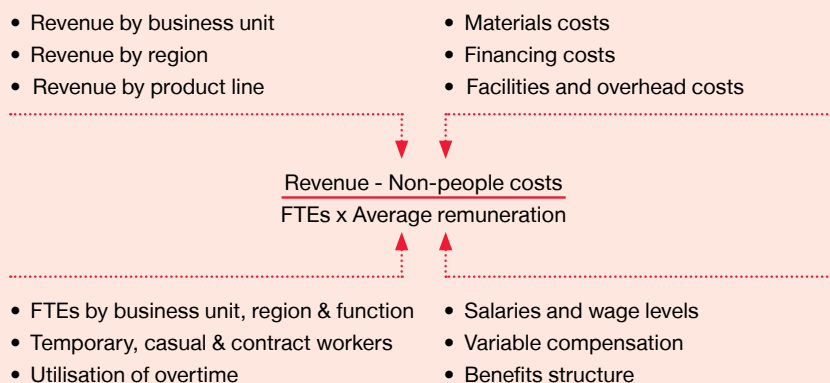 • Revenue by business unit
• Revenue by region
• Revenue by product line
• Materials costs
• Financing costs
• Facilities and overhead costs
Revenue - Non-people costs
FTEs x Average remuneration
• FTEs by business unit, region & function
• Temporary, casual & contract workers
• Utilisation of overtime
• Salaries and wage levels
• Variable compensation
• Benefits structure